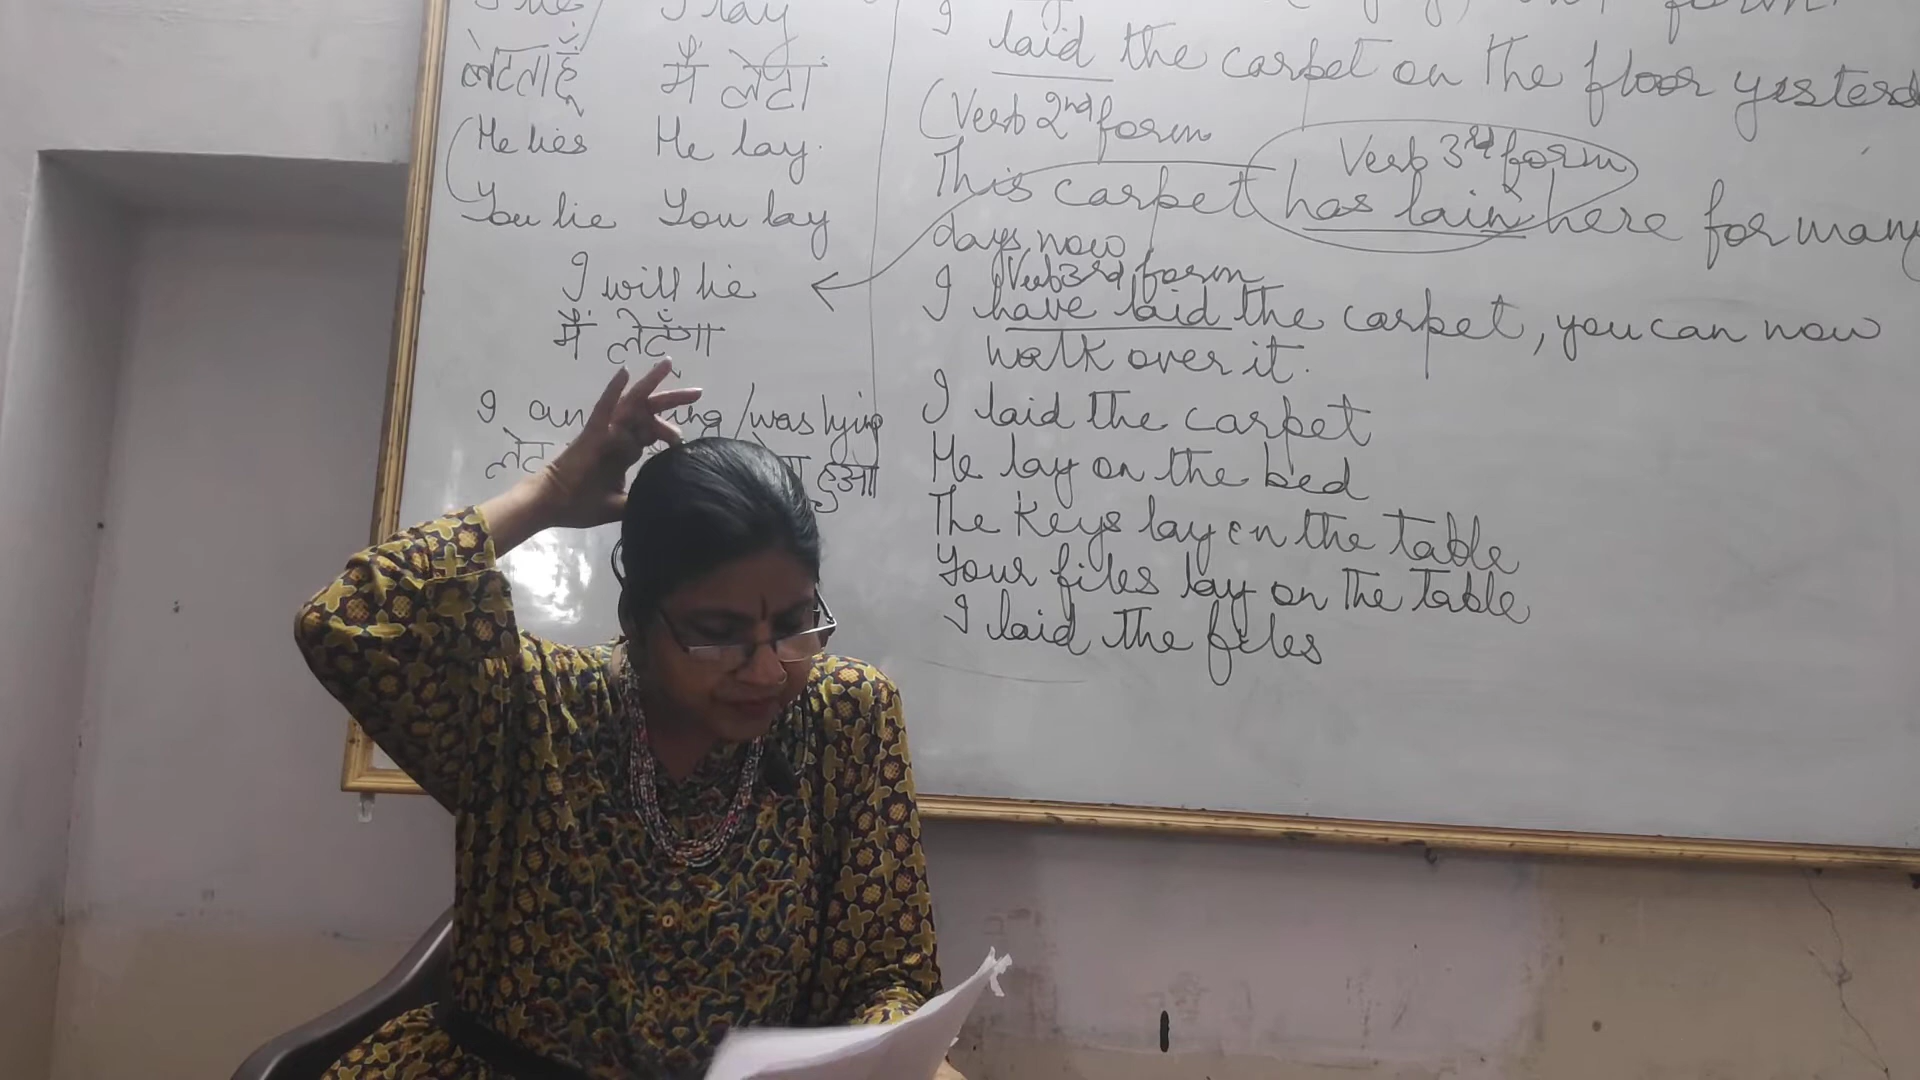 I lie I lay
लेटता हूँ मैं लेटा
He lies He lay.
You lie You lay
I will lie
मैं लेटूँगा
I am /was lying
हुआ
form.
I laid the carpet on the floor yesterd
(Verb 2nd form
Verb 3rd form
This carpet has lain here for many
days now
Verb 3rd form
I have laid the carpet, you can now
walk over it.
I laid the carpet
He lay on the bed
The keys lay on the table
Your files lay on the table
I laid the files